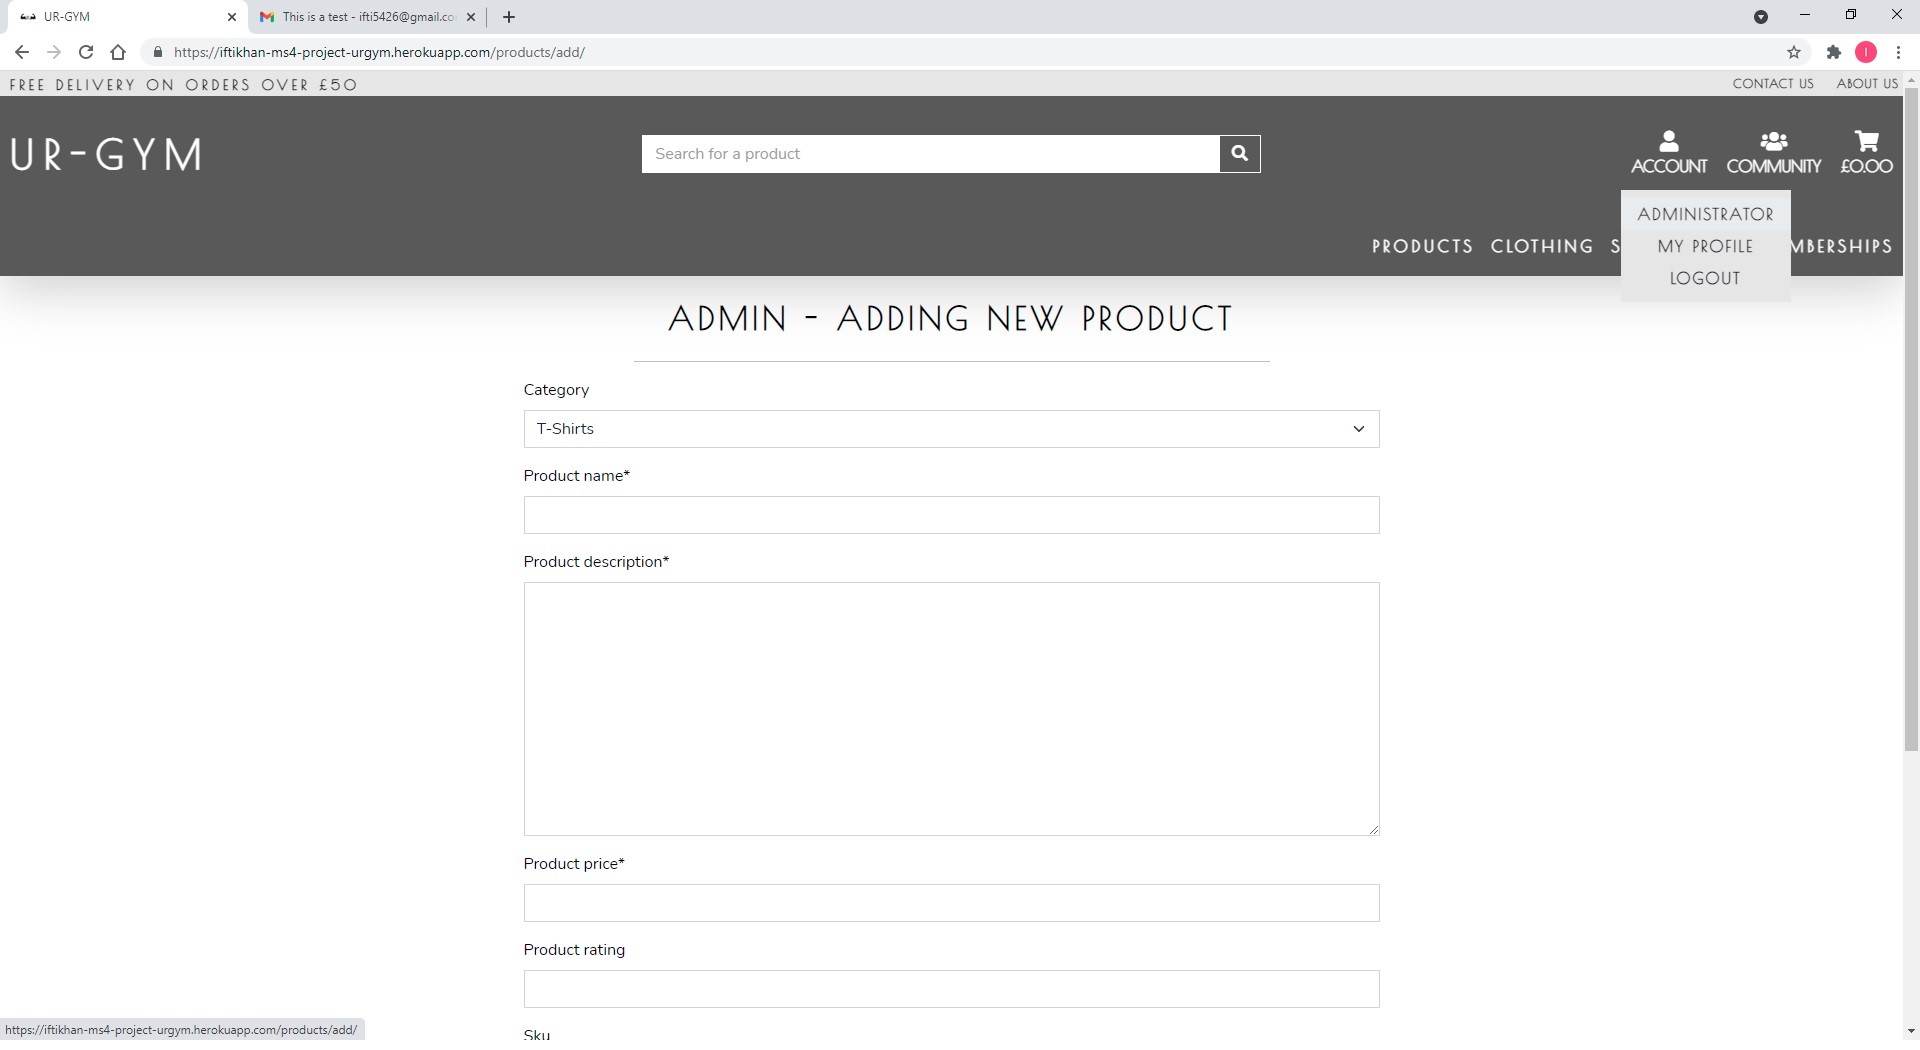 UR-GYM
This is a test - ifti5426@gmail.co
https://iftikhan-ms4-project-urgym.herokuapp.com/products/add/
I
FREE DELIVERY ON ORDERS OVER £50
CONTACT US ABOUT US
UR-GYM
Search for a product
ACCOUNT COMMUNITY £0.00
ADMINISTRATOR
MY PROFILE
LOGOUT
PRODUCTS CLOTHING S MBERSHIPS
ADMIN - ADDING NEW PRODUCT
Category
T-Shirts
Product name*
Product description*
Product price*
Product rating
Sku
https://iftikhan-ms4-project-urgym.herokuapp.com/products/add/